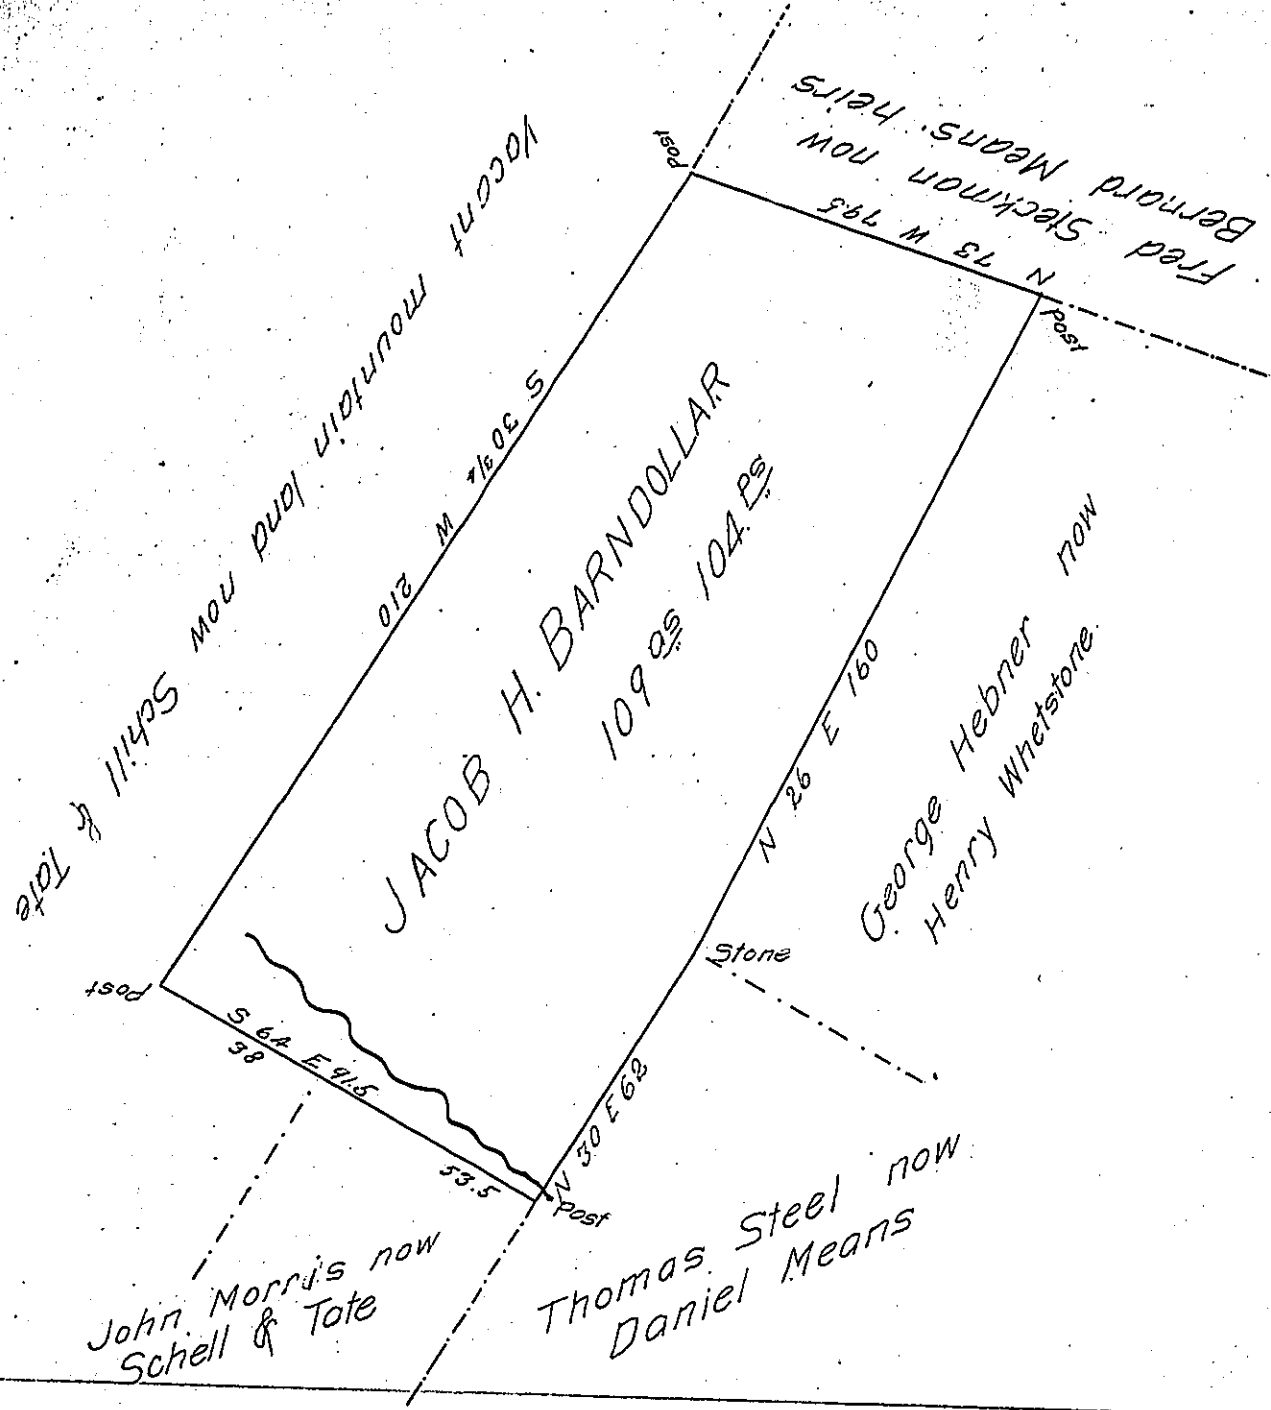 Fred Steckman now
Bernard Means. heirs
Post
N 73 W 79.5
Post
Vacant mountain land now Schill & Tate
S 30 3/4 W 210
JACOB H. BARNDOLLAR
109 as 104 ps
N 26 E 160
George Hebner now
Henry Whetstone.
Stone
Post
S 64 E 91.5
38
53.5
N 30 E 62
Post
Thomas Steel now
Daniel Means
John Morris now
Schell & Tate